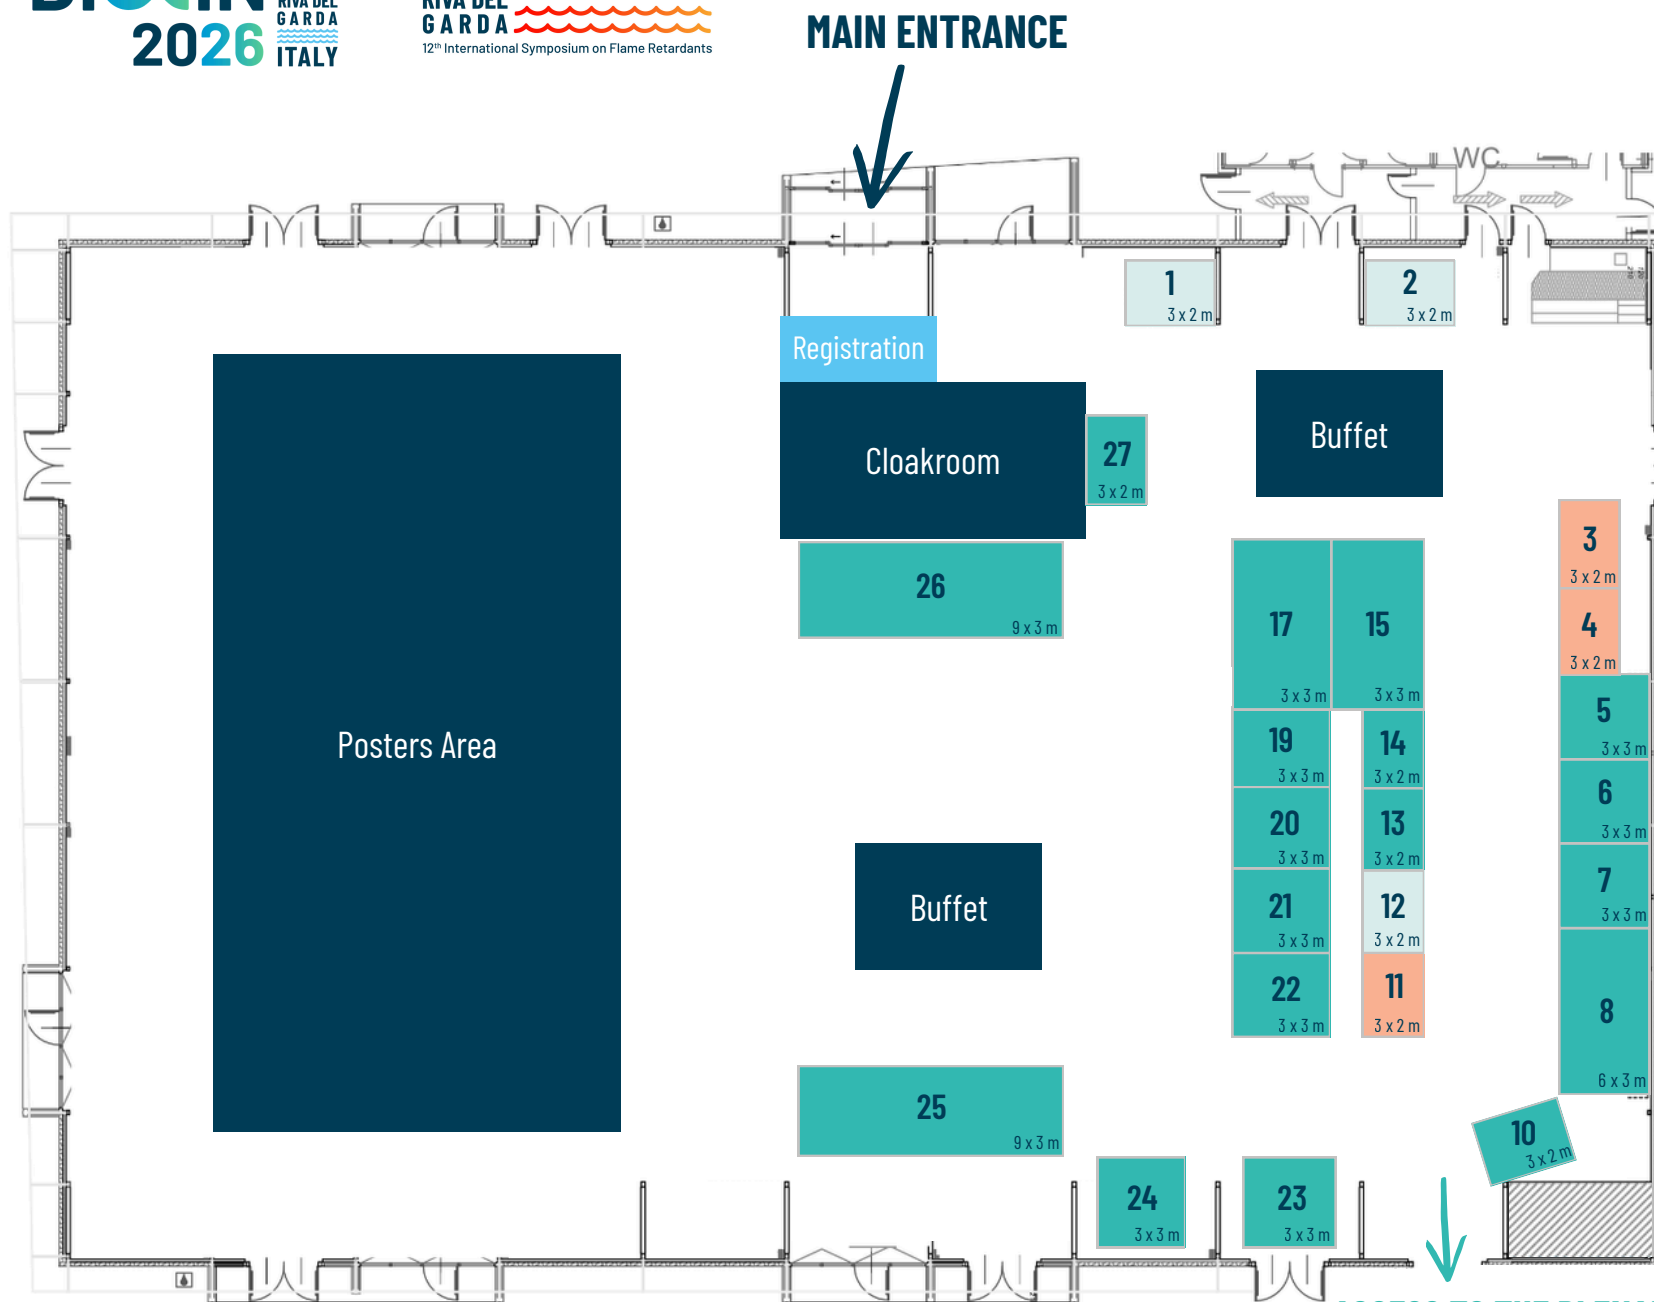 RIVA DEL
GARDA
2026 ITALY
RIVA DEL
GARDA
12th International Symposium on Flame Retardants
MAIN ENTRANCE
WC
1
3 x 2 m
2
3 x 2 m
Registration
Cloakroom
27
3 x 2 m
Buffet
3
3 x 2 m
4
3 x 2 m
26
9 x 3 m
17
3 x 3 m
15
3 x 3 m
5
3 x 3 m
19
3 x 3 m
14
3 x 2 m
Posters Area
6
3 x 3 m
20
3 x 3 m
13
3 x 2 m
7
3 x 3 m
Buffet
21
3 x 3 m
12
3 x 2 m
22
3 x 3 m
11
3 x 2 m
8
6 x 3 m
25
9 x 3 m
10
3 x 2 m
24
3 x 3 m
23
3 x 3 m